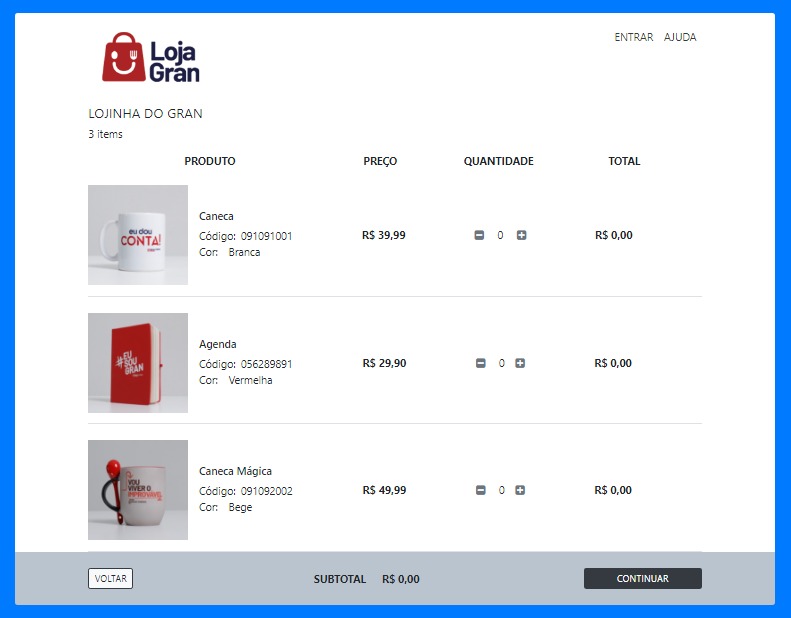 ENTRAR AJUDA
Loja
Gran
LOJINHA DO GRAN
3 items
PRODUTO PREÇO QUANTIDADE TOTAL
eu dou
CONTA!
Caneca
Código: 091091001
Cor: Branca
R$ 39,99 0 R$ 0,00
#EU
SOU
GRAN
Agenda
Código: 056289891
Cor: Vermelha
R$ 29,90 0 R$ 0,00
VOU
VIVER O
IMPROVÁVEL
Caneca Mágica
Código: 091092002
Cor: Bege
R$ 49,99 0 R$ 0,00
VOLTAR SUBTOTAL R$ 0,00 CONTINUAR